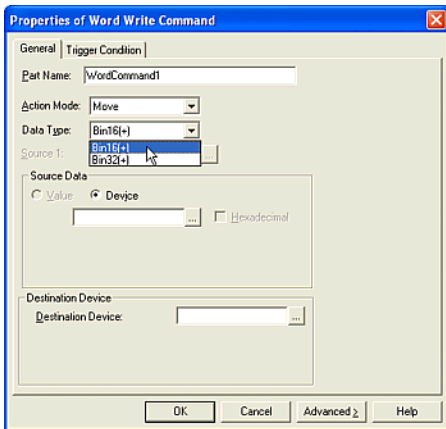 Properties of Word Write Command
General Trigger Condition
Part Name: WordCommand1
Action Mode: Move
Data Type: Bin16(+)
Bin16(+)
Bin32(+)
Source 1: ...
Source Data
Value Device
... Hexadecimal
Destination Device
Destination Device: ...
OK Cancel Advanced > Help